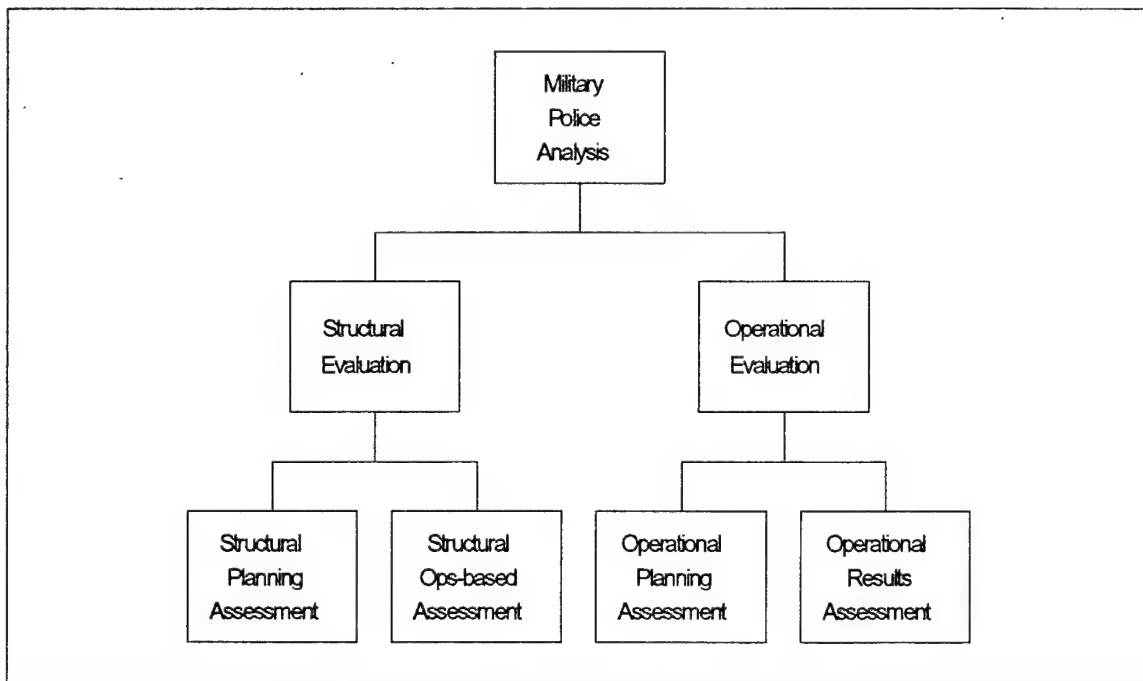 Military
Police
Analysis
Structural
Evaluation
Operational
Evaluation
Structural
Planning
Assessment
Structural
Ops-based
Assessment
Operational
Planning
Assessment
Operational
Results
Assessment